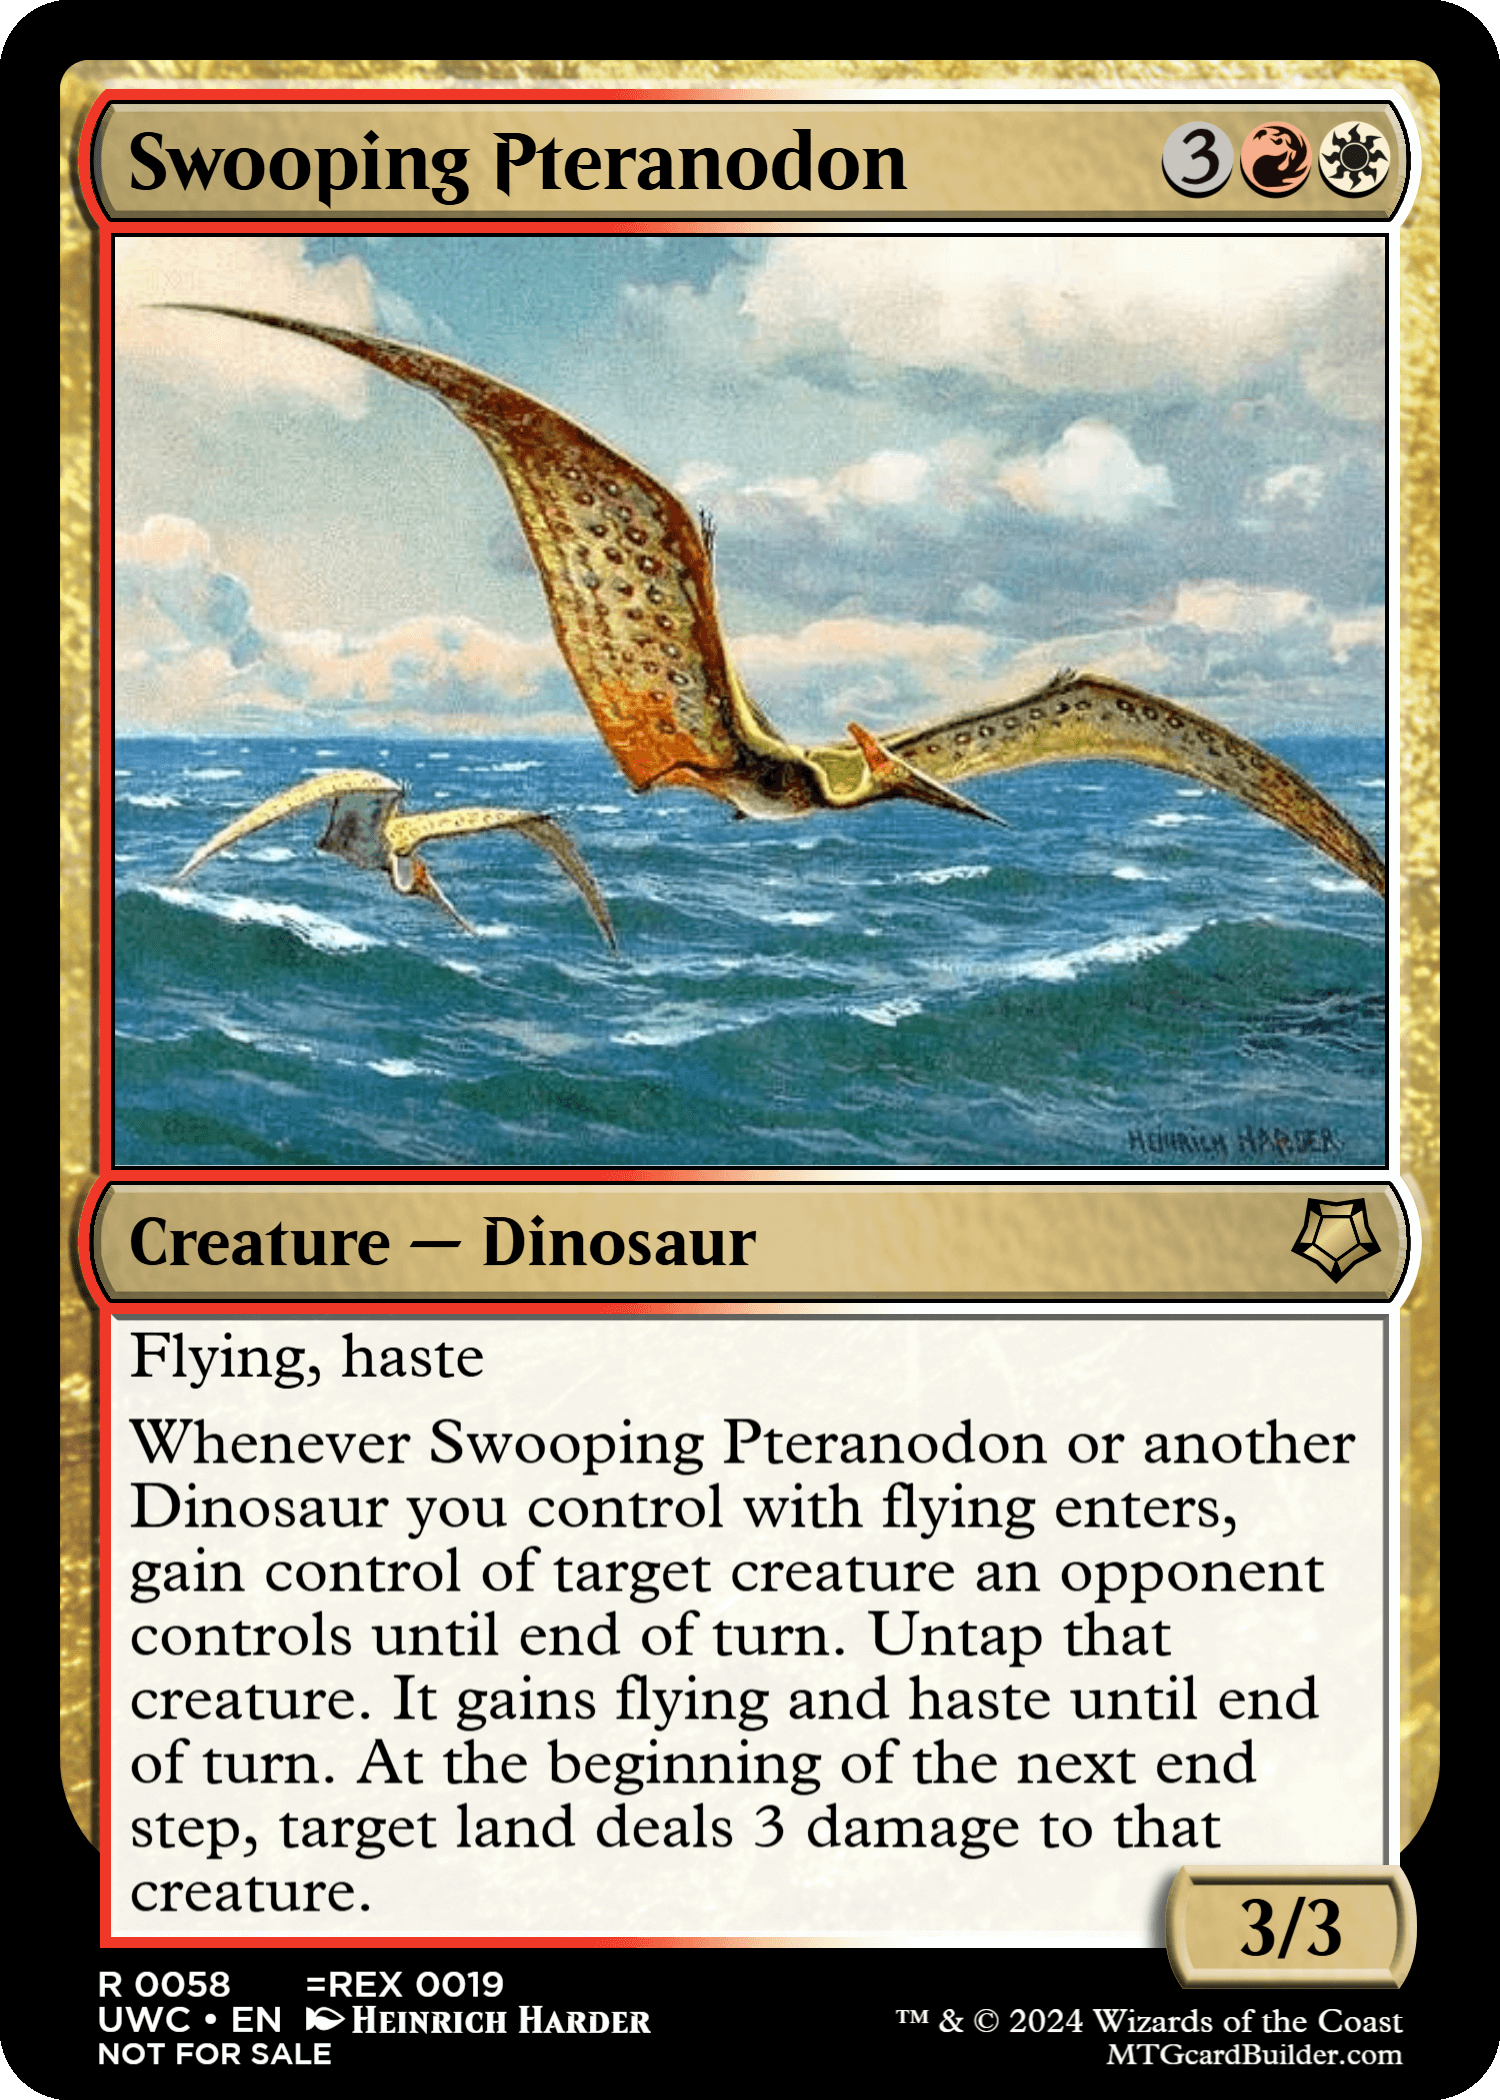 Swooping Pteranodon 3
HEINRICH HARDER
Creature — Dinosaur
Flying, haste
Whenever Swooping Pteranodon or another
Dinosaur you control with flying enters,
gain control of target creature an opponent
controls until end of turn. Untap that
creature. It gains flying and haste until end
of turn. At the beginning of the next end
step, target land deals 3 damage to that
creature.
3/3
R 0058 =REX 0019
UWC • EN HEINRICH HARDER
NOT FOR SALE
™ & © 2024 Wizards of the Coast
MTGcardBuilder.com